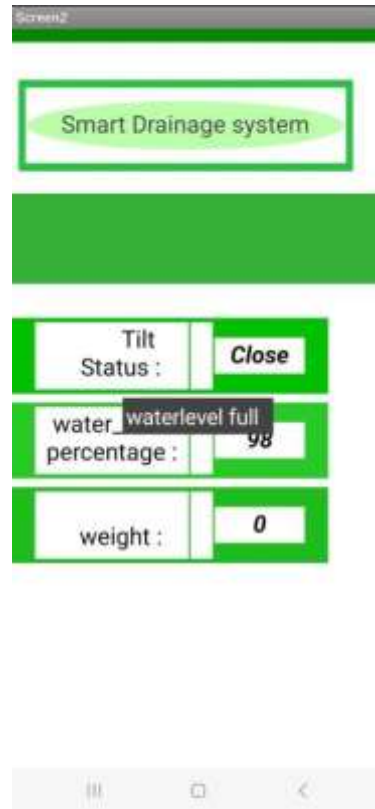 Screen2
Smart Drainage system
Tilt
Status :
Close
water_
waterlevel full
percentage :
98
weight :
0